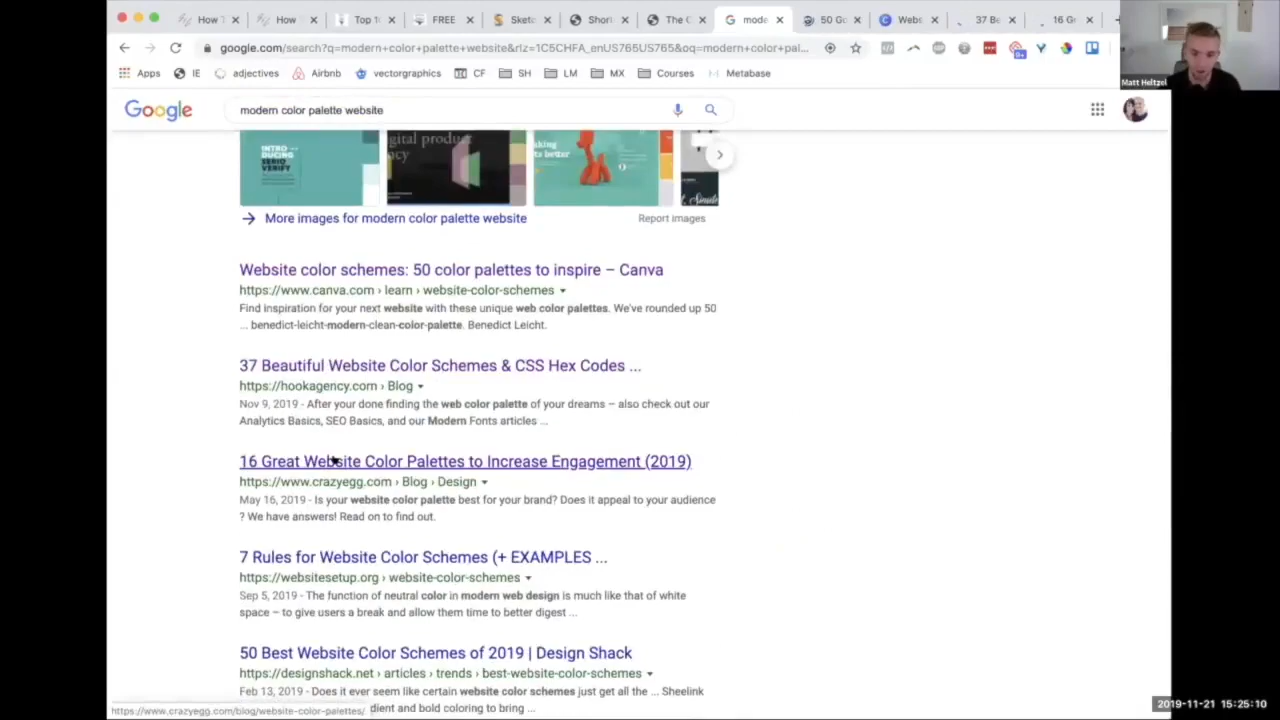 How T
How
Top 1
FREE
Sketc
Short
The C
mode
50 Go
Webs
37 Be
16 Gr
google.com/search?q=modern+color+palette+website&rlz=1C5CHFA_enUS765US765&oq=modern+color+pal...
Apps
IE
adjectives
Airbnb
vectorgraphics
CF
SH
LM
MX
Courses
Metabase
Matt Heltzel
Google
modern color palette website
INTRO
DUCING
SERIO
VERIFY
igital product
ncy
aking
ts better
More images for modern color palette website
Report images
Website color schemes: 50 color palettes to inspire – Canva
https://www.canva.com › learn › website-color-schemes
Find inspiration for your next website with these unique web color palettes. We've rounded up 50
... benedict-leicht-modern-clean-color-palette. Benedict Leicht.
37 Beautiful Website Color Schemes & CSS Hex Codes ...
https://hookagency.com › Blog
Nov 9, 2019 - After your done finding the web color palette of your dreams – also check out our
Analytics Basics, SEO Basics, and our Modern Fonts articles ...
16 Great Website Color Palettes to Increase Engagement (2019)
https://www.crazyegg.com › Blog › Design
May 16, 2019 - Is your website color palette best for your brand? Does it appeal to your audience
? We have answers! Read on to find out.
7 Rules for Website Color Schemes (+ EXAMPLES ...
https://websitesetup.org › website-color-schemes
Sep 5, 2019 - The function of neutral color in modern web design is much like that of white
space – to give users a break and allow them time to better digest ...
50 Best Website Color Schemes of 2019 | Design Shack
https://designshack.net › articles › trends › best-website-color-schemes
Feb 13, 2019 - Does it ever seem like certain website color schemes just get all the ... Sheelink
dient and bold coloring to bring ...
https://www.crazyegg.com/blog/website-color-palettes/
2019-11-21 15:25:10